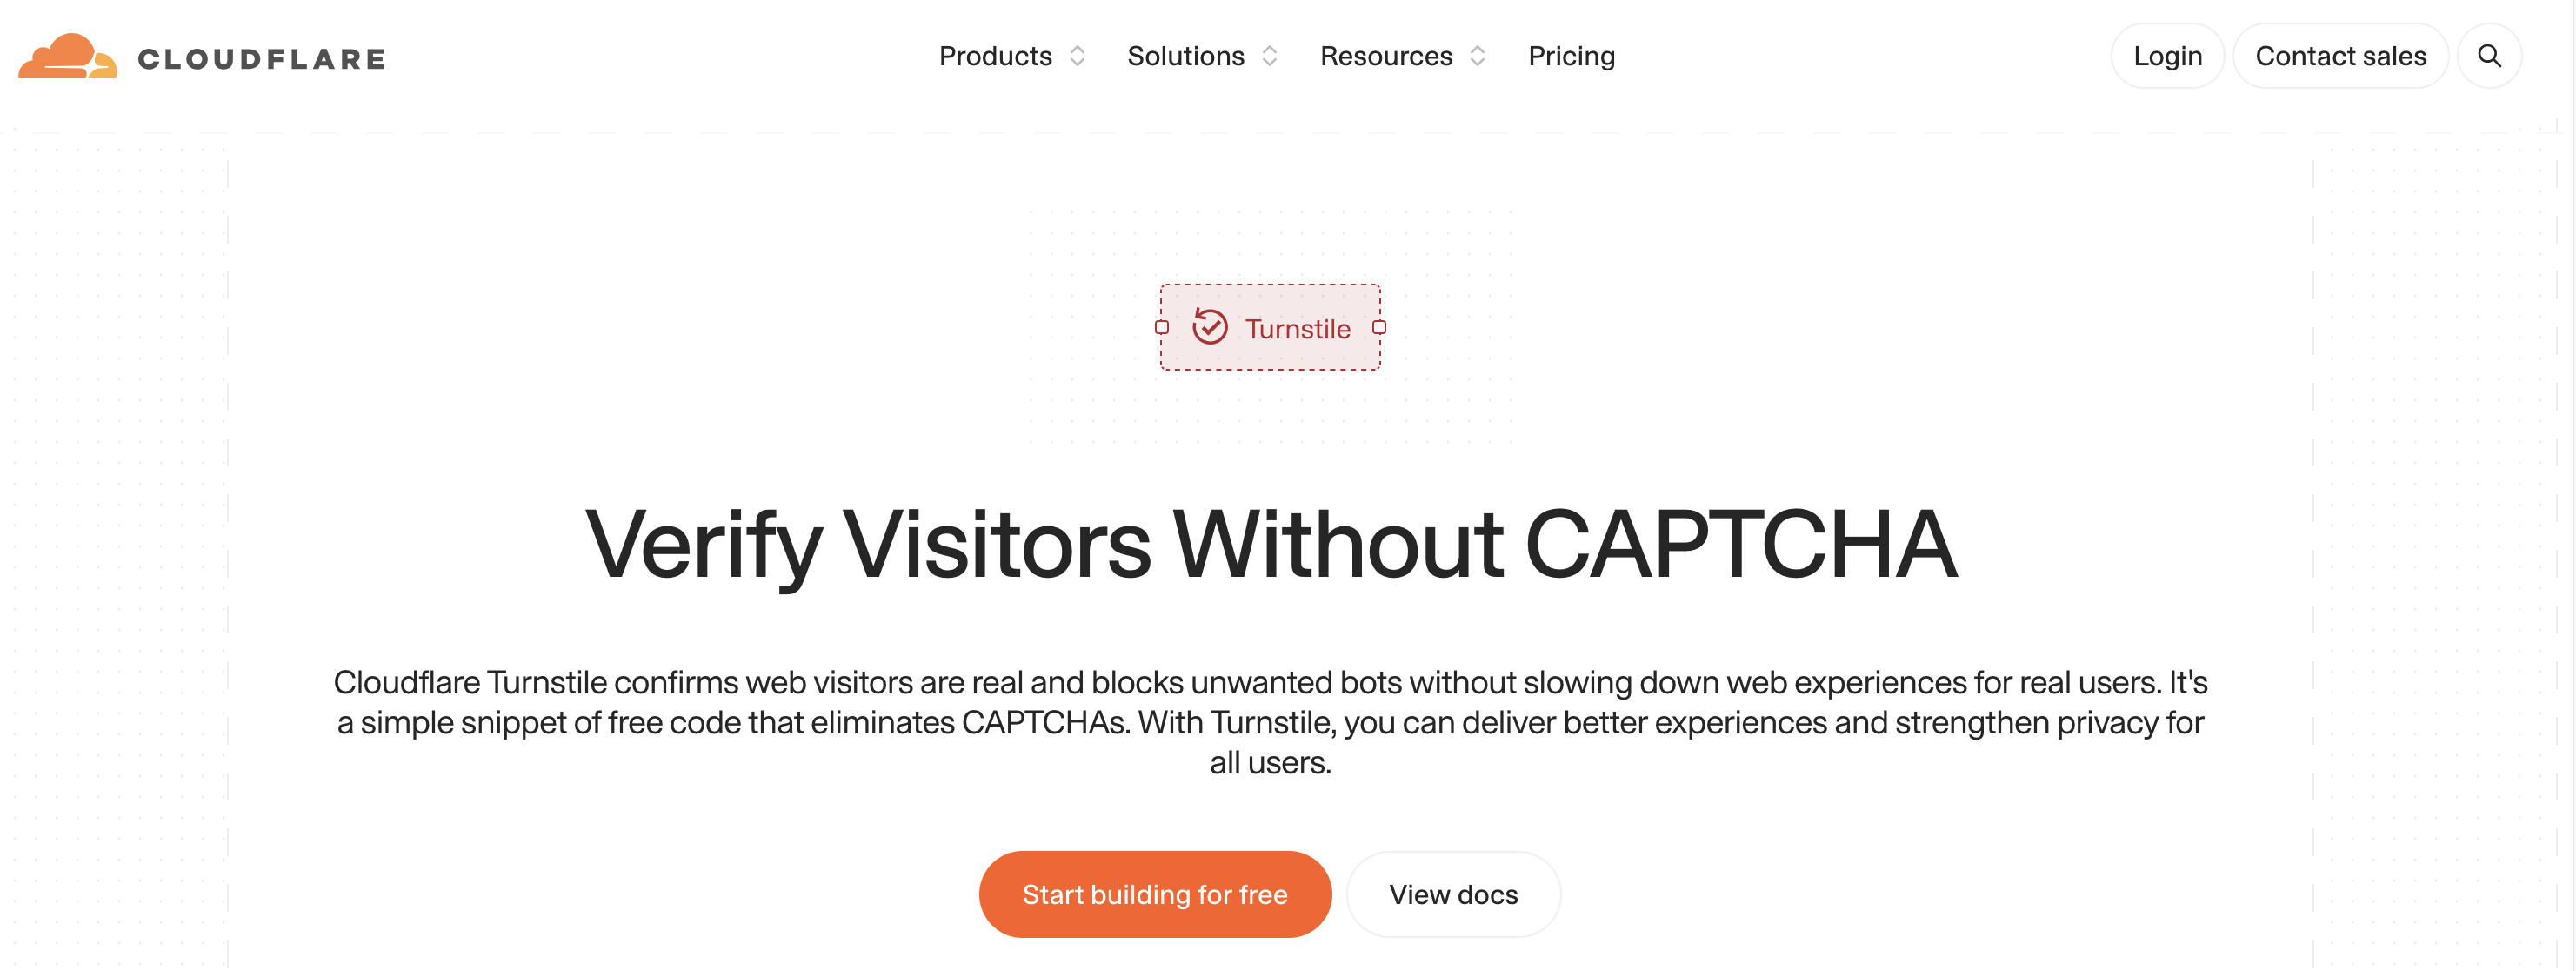 CLOUDFLARE
Products
Solutions
Resources
Pricing
Login
Contact sales
Turnstile
Verify Visitors Without CAPTCHA
Cloudflare Turnstile confirms web visitors are real and blocks unwanted bots without slowing down web experiences for real users. It's
a simple snippet of free code that eliminates CAPTCHAs. With Turnstile, you can deliver better experiences and strengthen privacy for
all users.
Start building for free
View docs